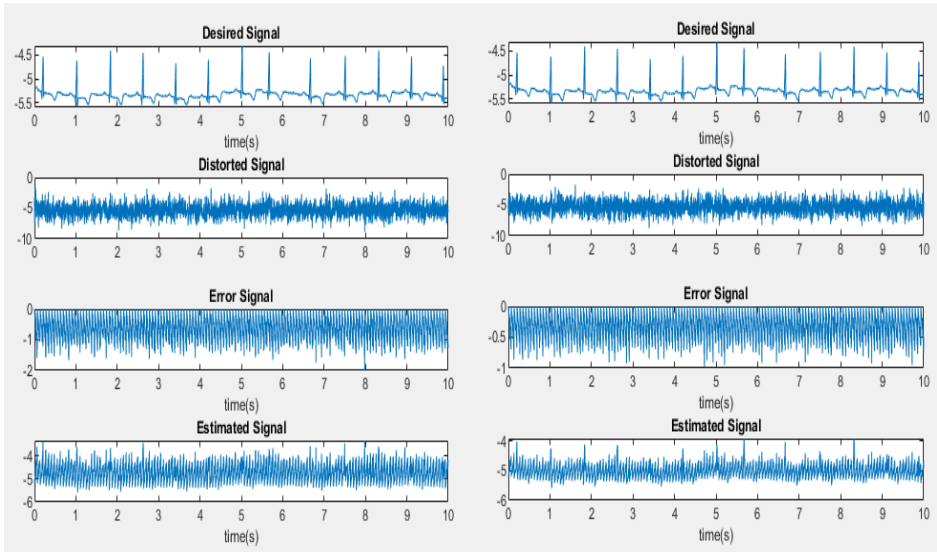 Desired Signal
-4.5
-5
-5.5
0 1 2 3 4 5 6 7 8 9 10
time(s)
Distorted Signal
0
-5
-10
0 1 2 3 4 5 6 7 8 9 10
Error Signal
0
-1
-2
0 1 2 3 4 5 6 7 8 9 10
time(s)
Estimated Signal
-4
-5
-6
0 1 2 3 4 5 6 7 8 9 10
time(s)
Desired Signal
-4.5
-5
-5.5
0 1 2 3 4 5 6 7 8 9 10
time(s)
Distorted Signal
0
-5
-10
0 1 2 3 4 5 6 7 8 9 10
Error Signal
0
-0.5
-1
0 1 2 3 4 5 6 7 8 9 10
time(s)
Estimated Signal
-4
-5
-6
0 1 2 3 4 5 6 7 8 9 10
time(s)